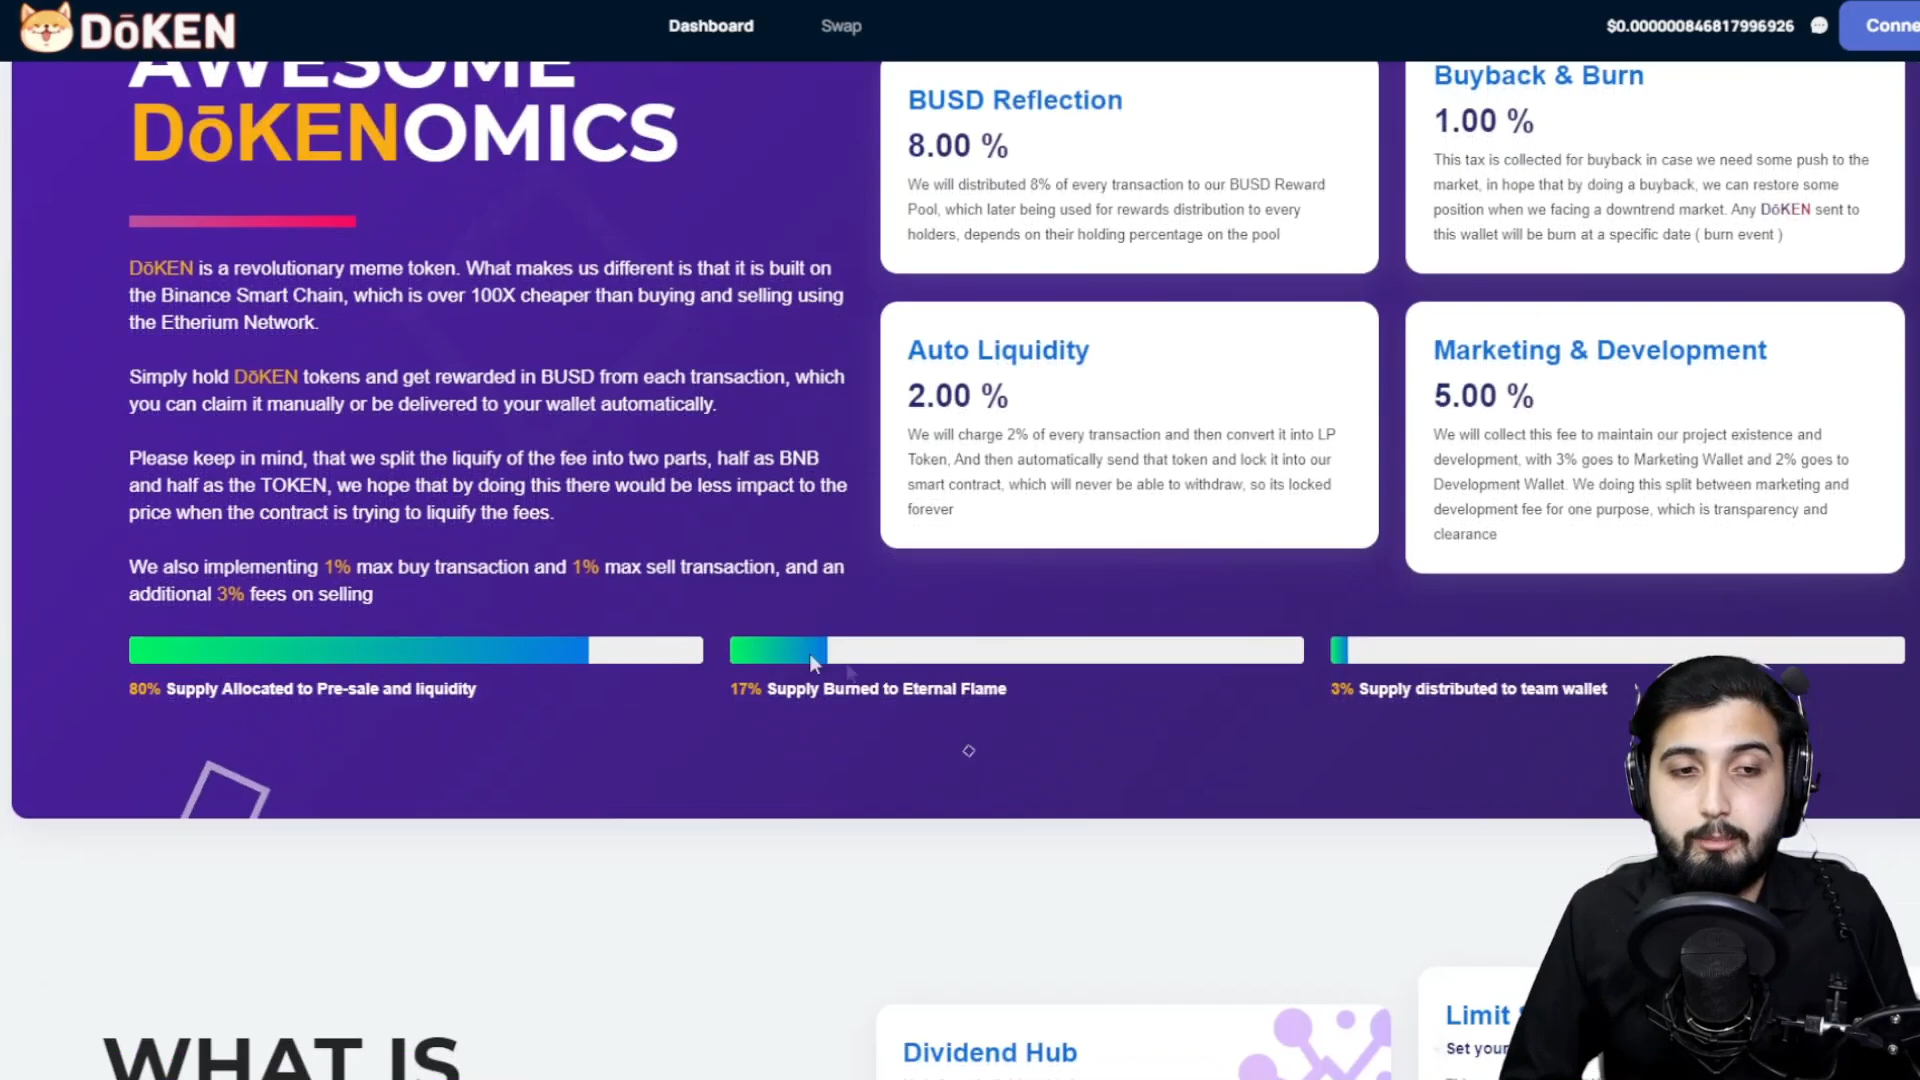 DōKEN
Dashboard
Swap
$0.000000846817996926
Conne
AWESOME
DōKENOMICS
DōKEN is a revolutionary meme token. What makes us different is that it is built on
the Binance Smart Chain, which is over 100X cheaper than buying and selling using
the Etherium Network.
Simply hold DōKEN tokens and get rewarded in BUSD from each transaction, which
you can claim it manually or be delivered to your wallet automatically.
Please keep in mind, that we split the liquify of the fee into two parts, half as BNB
and half as the TOKEN, we hope that by doing this there would be less impact to the
price when the contract is trying to liquify the fees.
We also implementing 1% max buy transaction and 1% max sell transaction, and an
additional 3% fees on selling
BUSD Reflection
8.00 %
We will distributed 8% of every transaction to our BUSD Reward
Pool, which later being used for rewards distribution to every
holders, depends on their holding percentage on the pool
Buyback & Burn
1.00 %
This tax is collected for buyback in case we need some push to the
market, in hope that by doing a buyback, we can restore some
position when we facing a downtrend market. Any DōKEN sent to
this wallet will be burn at a specific date ( burn event )
Auto Liquidity
2.00 %
We will charge 2% of every transaction and then convert it into LP
Token, And then automatically send that token and lock it into our
smart contract, which will never be able to withdraw, so its locked
forever
Marketing & Development
5.00 %
We will collect this fee to maintain our project existence and
development, with 3% goes to Marketing Wallet and 2% goes to
Development Wallet. We doing this split between marketing and
development fee for one purpose, which is transparency and
clearance
80% Supply Allocated to Pre-sale and liquidity
17% Supply Burned to Eternal Flame
3% Supply distributed to team wallet
WHAT IS
Dividend Hub
Limit
Set your